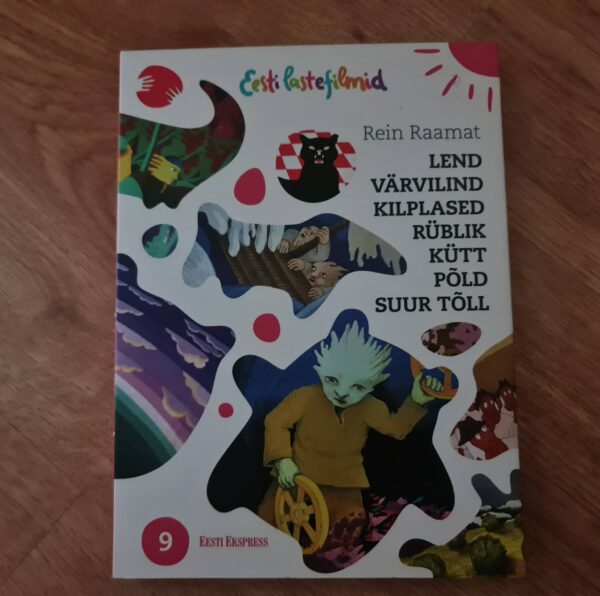 Eesti lastefilmid
Rein Raamat
LEND
VÄRVILIND
KILPLASED
RÜBLIK
KÜTT
PÕLD
SUUR TÕLL
9
EESTI EKSPRESS